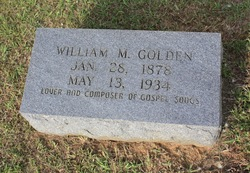 WILLIAM M. GOLDEN
JAN 28, 1878
MAY 13, 1934
LOVER AND COMPOSER OF GOSPEL SONGS